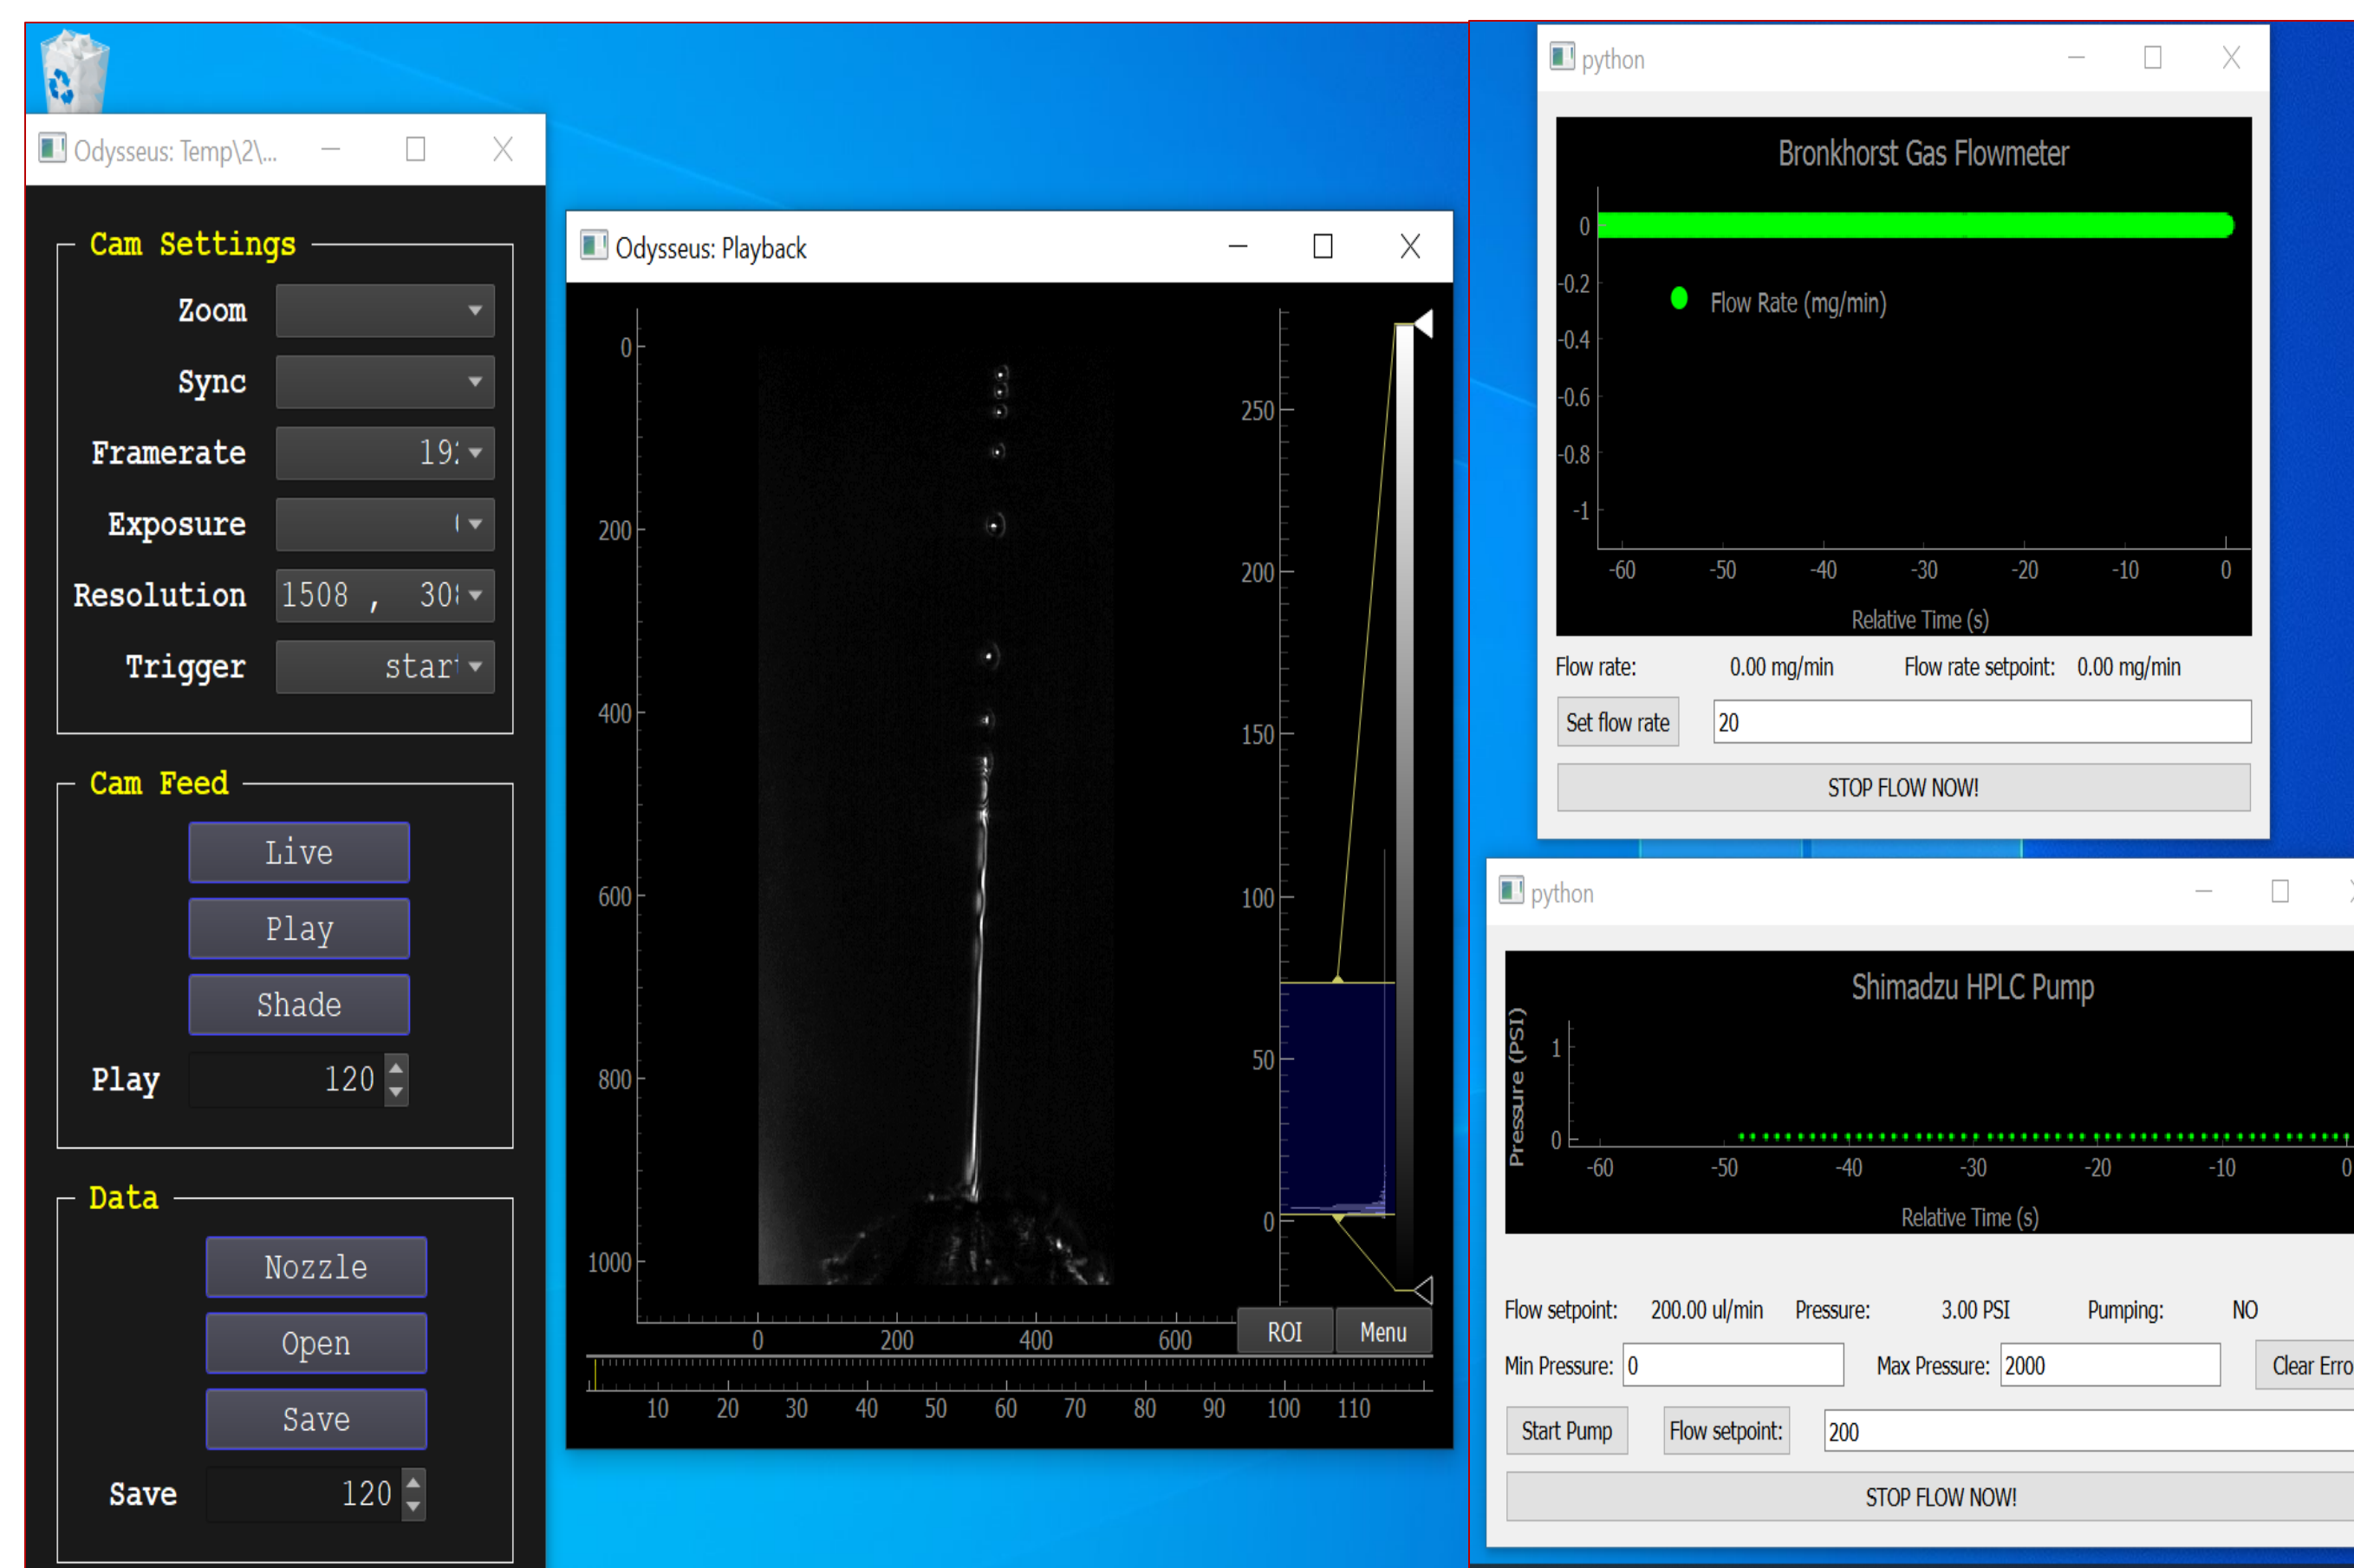 Odysseus: Temp\2\...
Cam Settings
Zoom
Sync
Framerate 19
Exposure
Resolution 1508 , 30
Trigger star
Cam Feed
Live
Play
Shade
Play 120
Data
Nozzle
Open
Save
Save 120
Odysseus: Playback
0
200
400
600
800
1000
250
200
150
100
50
0
0 200 400 600
ROI Menu
10 20 30 40 50 60 70 80 90 100 110
python
Bronkhorst Gas Flowmeter
0
-0.2
Flow Rate (mg/min)
-0.4
-0.6
-0.8
-1
-60 -50 -40 -30 -20 -10 0
Relative Time (s)
Flow rate: 0.00 mg/min Flow rate setpoint: 0.00 mg/min
Set flow rate 20
STOP FLOW NOW!
python
Shimadzu HPLC Pump
Pressure (PSI)
1
0
-60 -50 -40 -30 -20 -10 0
Relative Time (s)
Flow setpoint: 200.00 ul/min Pressure: 3.00 PSI Pumping: NO
Min Pressure: 0 Max Pressure: 2000 Clear Erro
Start Pump Flow setpoint: 200
STOP FLOW NOW!